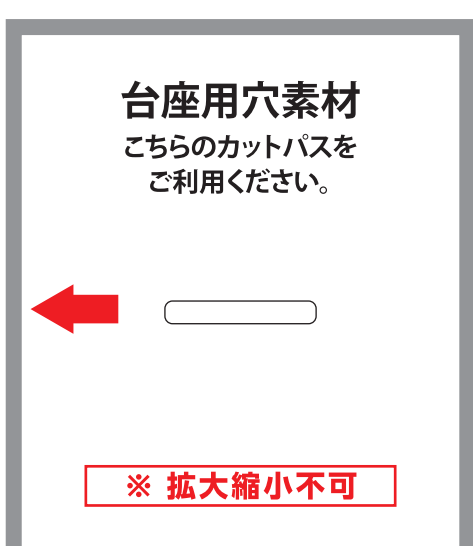 台座用穴素材
こちらのカットパスを
ご利用ください。
※ 拡大縮小不可